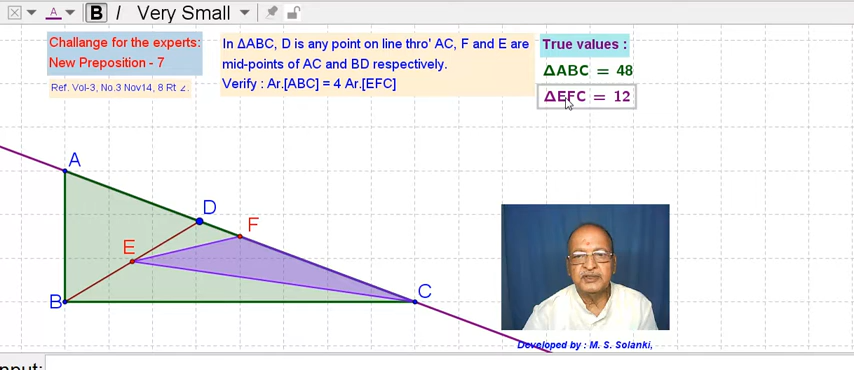 B I Very Small
Challange for the experts:
New Preposition - 7
Ref. Vol-3, No.3 Nov14, 8 Rt ∠.
In ΔABC, D is any point on line thro' AC, F and E are
mid-points of AC and BD respectively.
Verify : Ar.[ABC] = 4 Ar.[EFC]
True values :
ΔABC = 48
ΔEFC = 12
A
D
F
E
B
C
Developed by : M. S. Solanki,